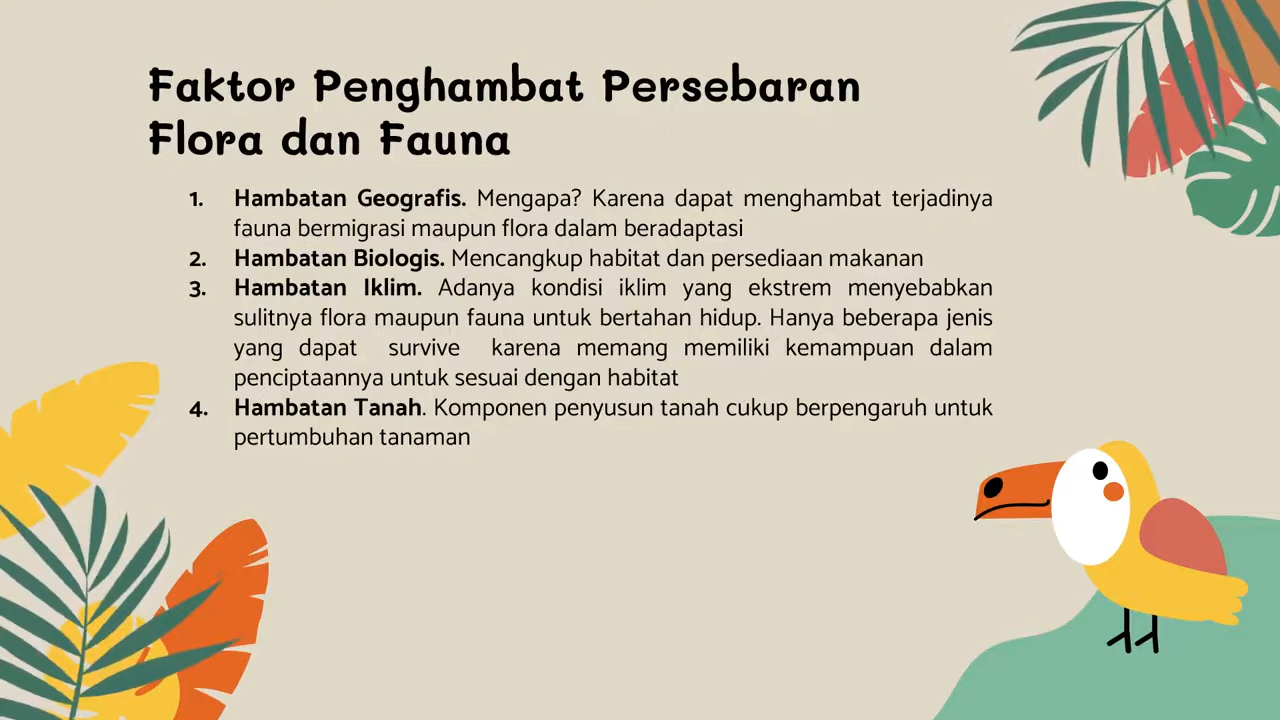 Faktor Penghambat Persebaran
Flora dan Fauna
1. Hambatan Geografis. Mengapa? Karena dapat menghambat terjadinya
fauna bermigrasi maupun flora dalam beradaptasi
2. Hambatan Biologis. Mencangkup habitat dan persediaan makanan
3. Hambatan Iklim. Adanya kondisi iklim yang ekstrem menyebabkan
sulitnya flora maupun fauna untuk bertahan hidup. Hanya beberapa jenis
yang dapat survive karena memang memiliki kemampuan dalam
penciptaannya untuk sesuai dengan habitat
4. Hambatan Tanah. Komponen penyusun tanah cukup berpengaruh untuk
pertumbuhan tanaman